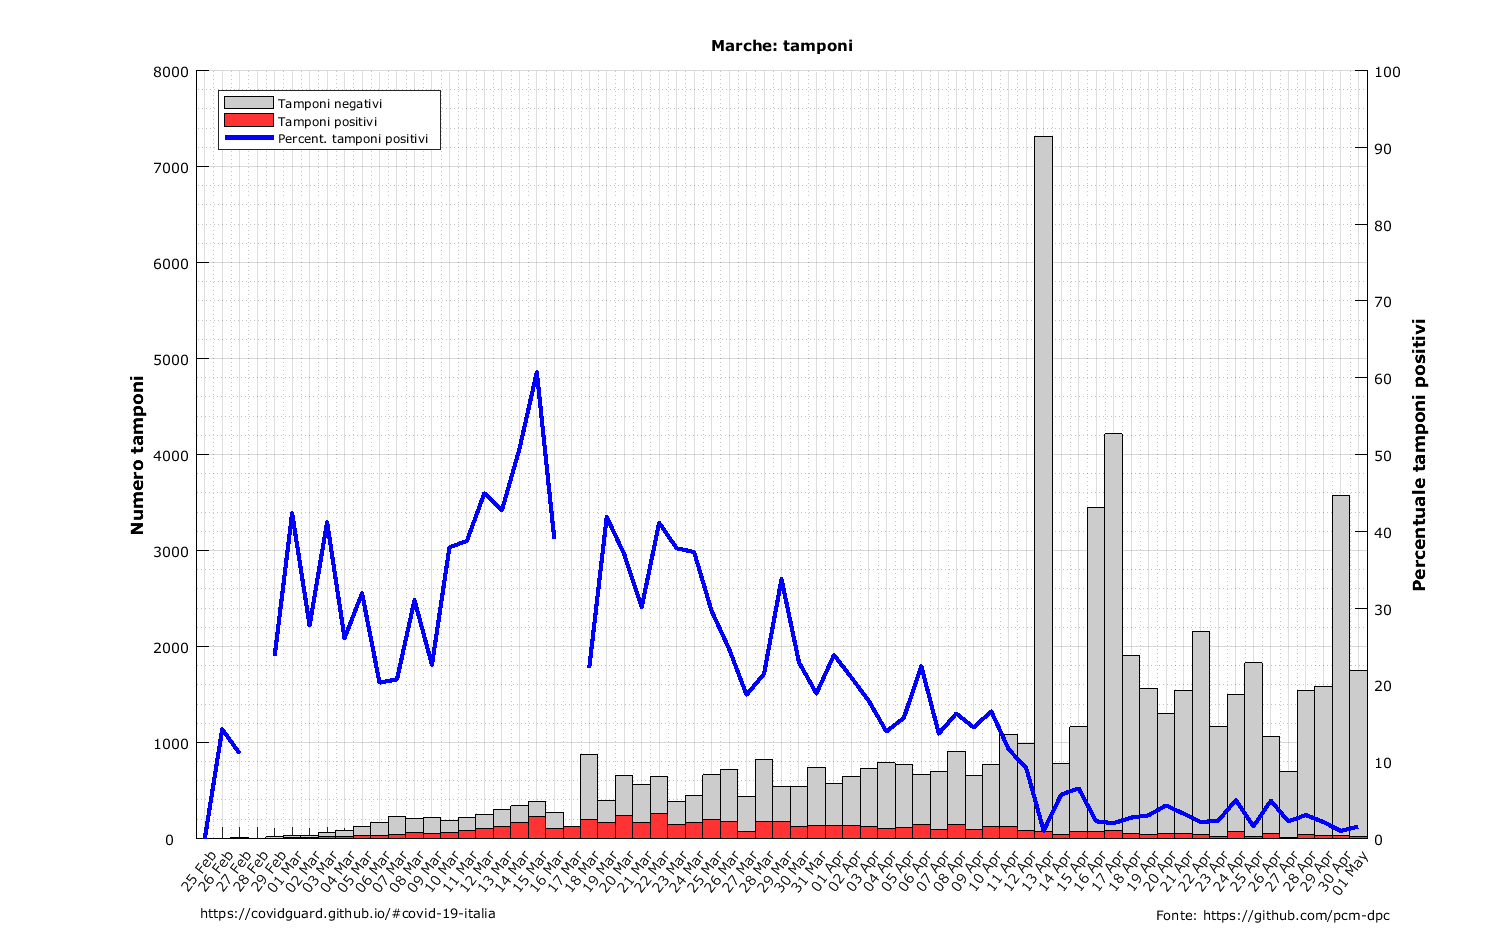 Marche: tamponi
8000
7000
6000
5000
4000
3000
2000
1000
0
Numero tamponi
Tamponi negativi
Tamponi positivi
Percent. tamponi positivi
100
90
80
70
60
50
40
30
20
10
0
Percentuale tamponi positivi
25 Feb
26 Feb
27 Feb
28 Feb
29 Feb
01 Mar
02 Mar
03 Mar
04 Mar
05 Mar
06 Mar
07 Mar
08 Mar
09 Mar
10 Mar
11 Mar
12 Mar
13 Mar
14 Mar
15 Mar
16 Mar
17 Mar
18 Mar
19 Mar
20 Mar
21 Mar
22 Mar
23 Mar
24 Mar
25 Mar
26 Mar
27 Mar
28 Mar
29 Mar
30 Mar
31 Mar
01 Apr
02 Apr
03 Apr
04 Apr
05 Apr
06 Apr
07 Apr
08 Apr
09 Apr
10 Apr
11 Apr
12 Apr
13 Apr
14 Apr
15 Apr
16 Apr
17 Apr
18 Apr
19 Apr
20 Apr
21 Apr
22 Apr
23 Apr
24 Apr
25 Apr
26 Apr
27 Apr
28 Apr
29 Apr
30 Apr
01 May
https://covidguard.github.io/#covid-19-italia
Fonte: https://github.com/pcm-dpc